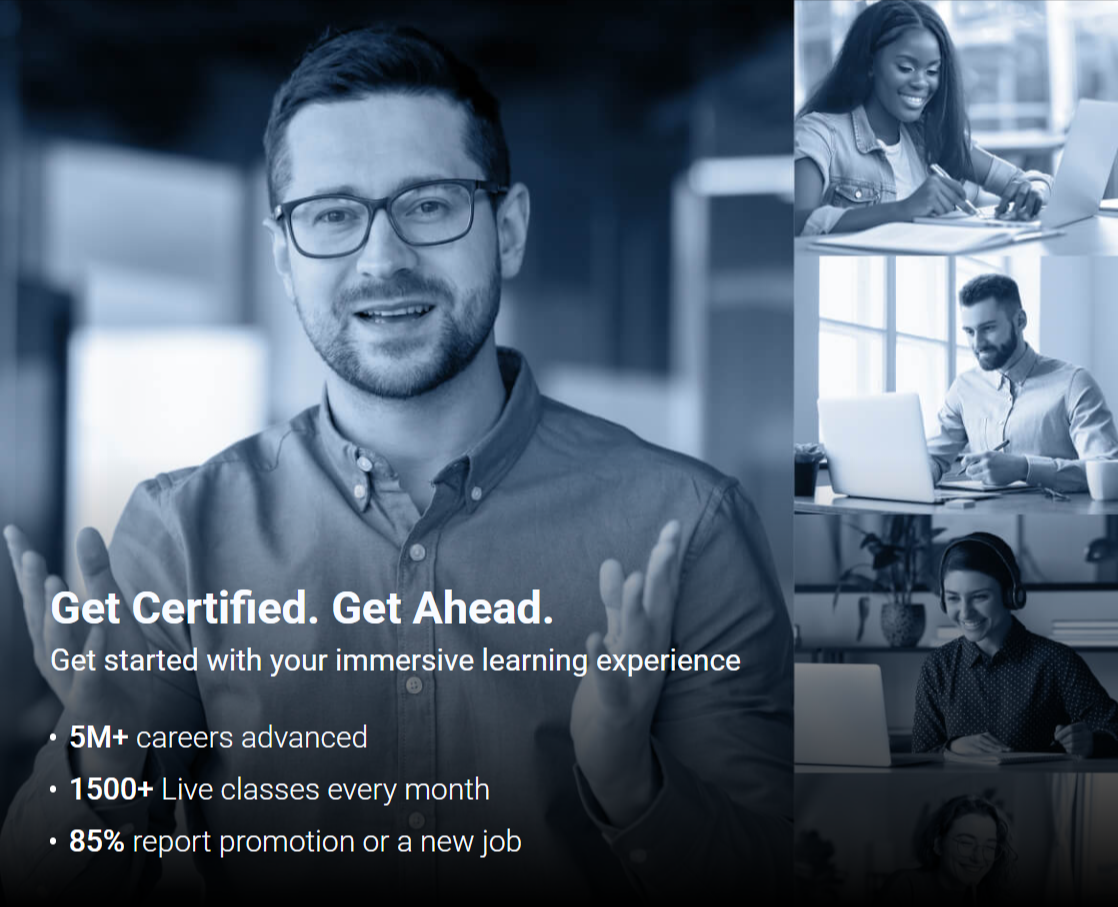 Get Certified. Get Ahead.
Get started with your immersive learning experience
• 5M+ careers advanced
• 1500+ Live classes every month
• 85% report promotion or a new job